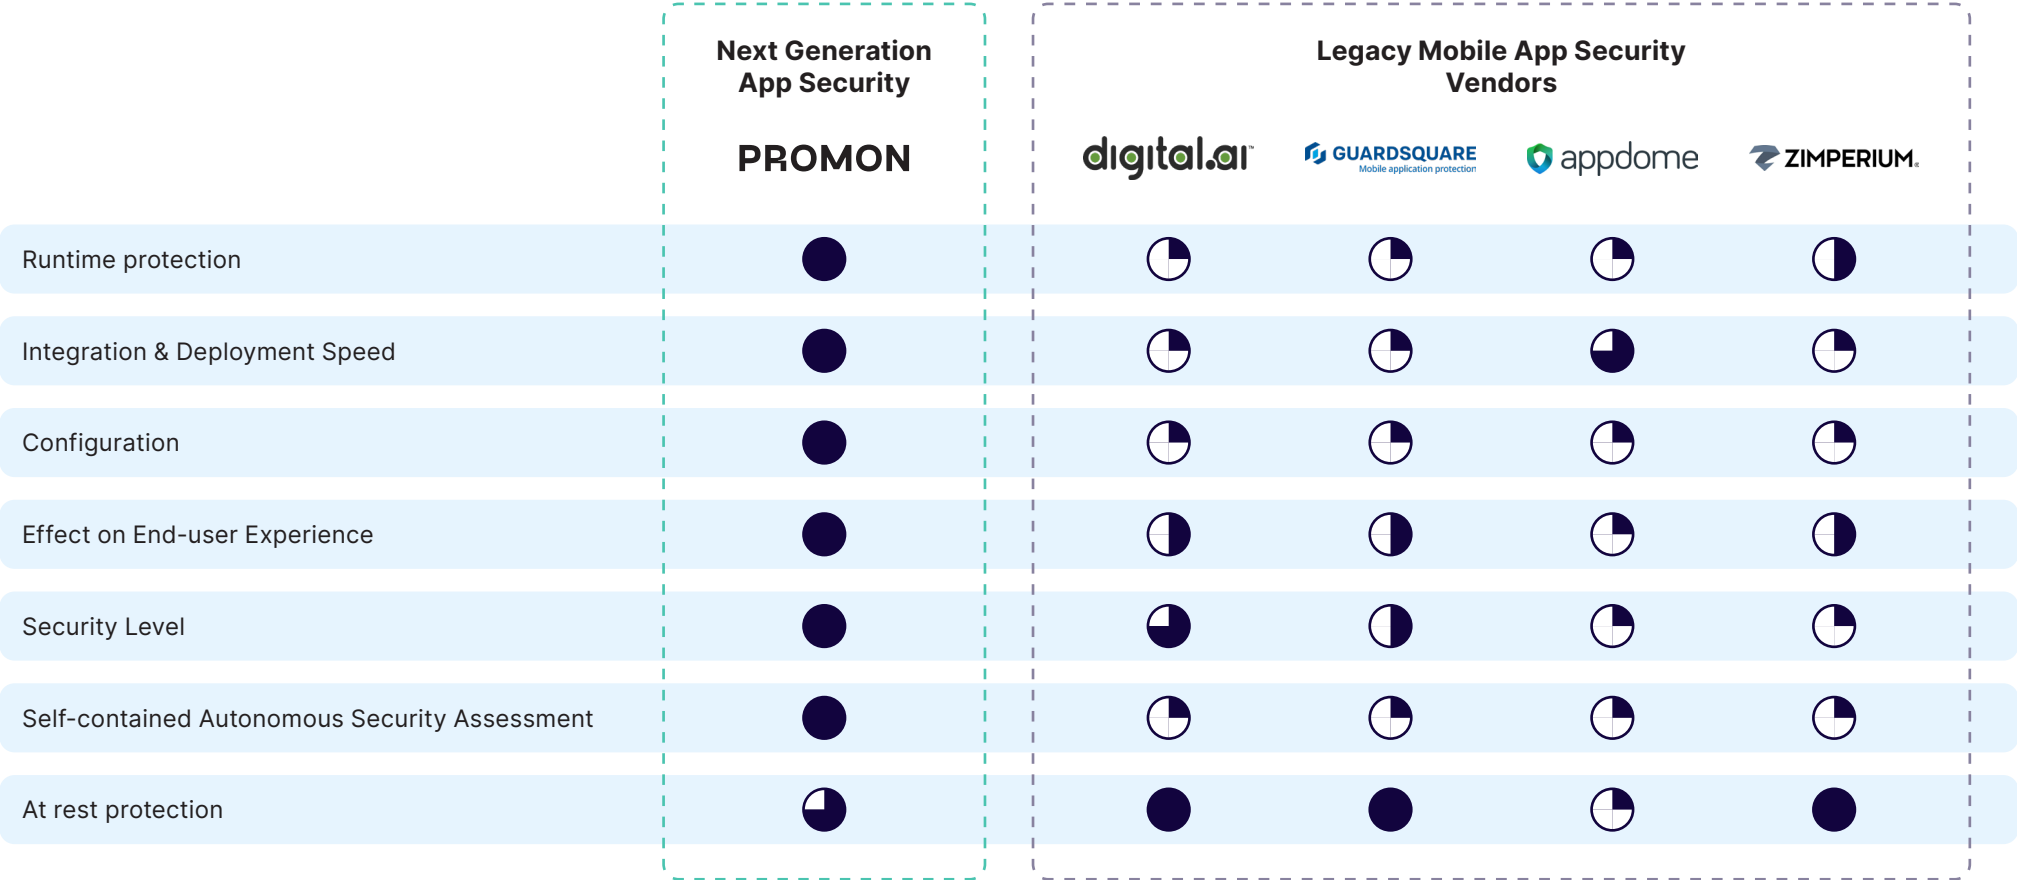 Next Generation
App Security
Legacy Mobile App Security
Vendors
PROMON
digital.ai™
GUARDSQUARE
Mobile application protection
appdome
ZIMPERIUM®
Runtime protection
Integration & Deployment Speed
Configuration
Effect on End-user Experience
Security Level
Self-contained Autonomous Security Assessment
At rest protection